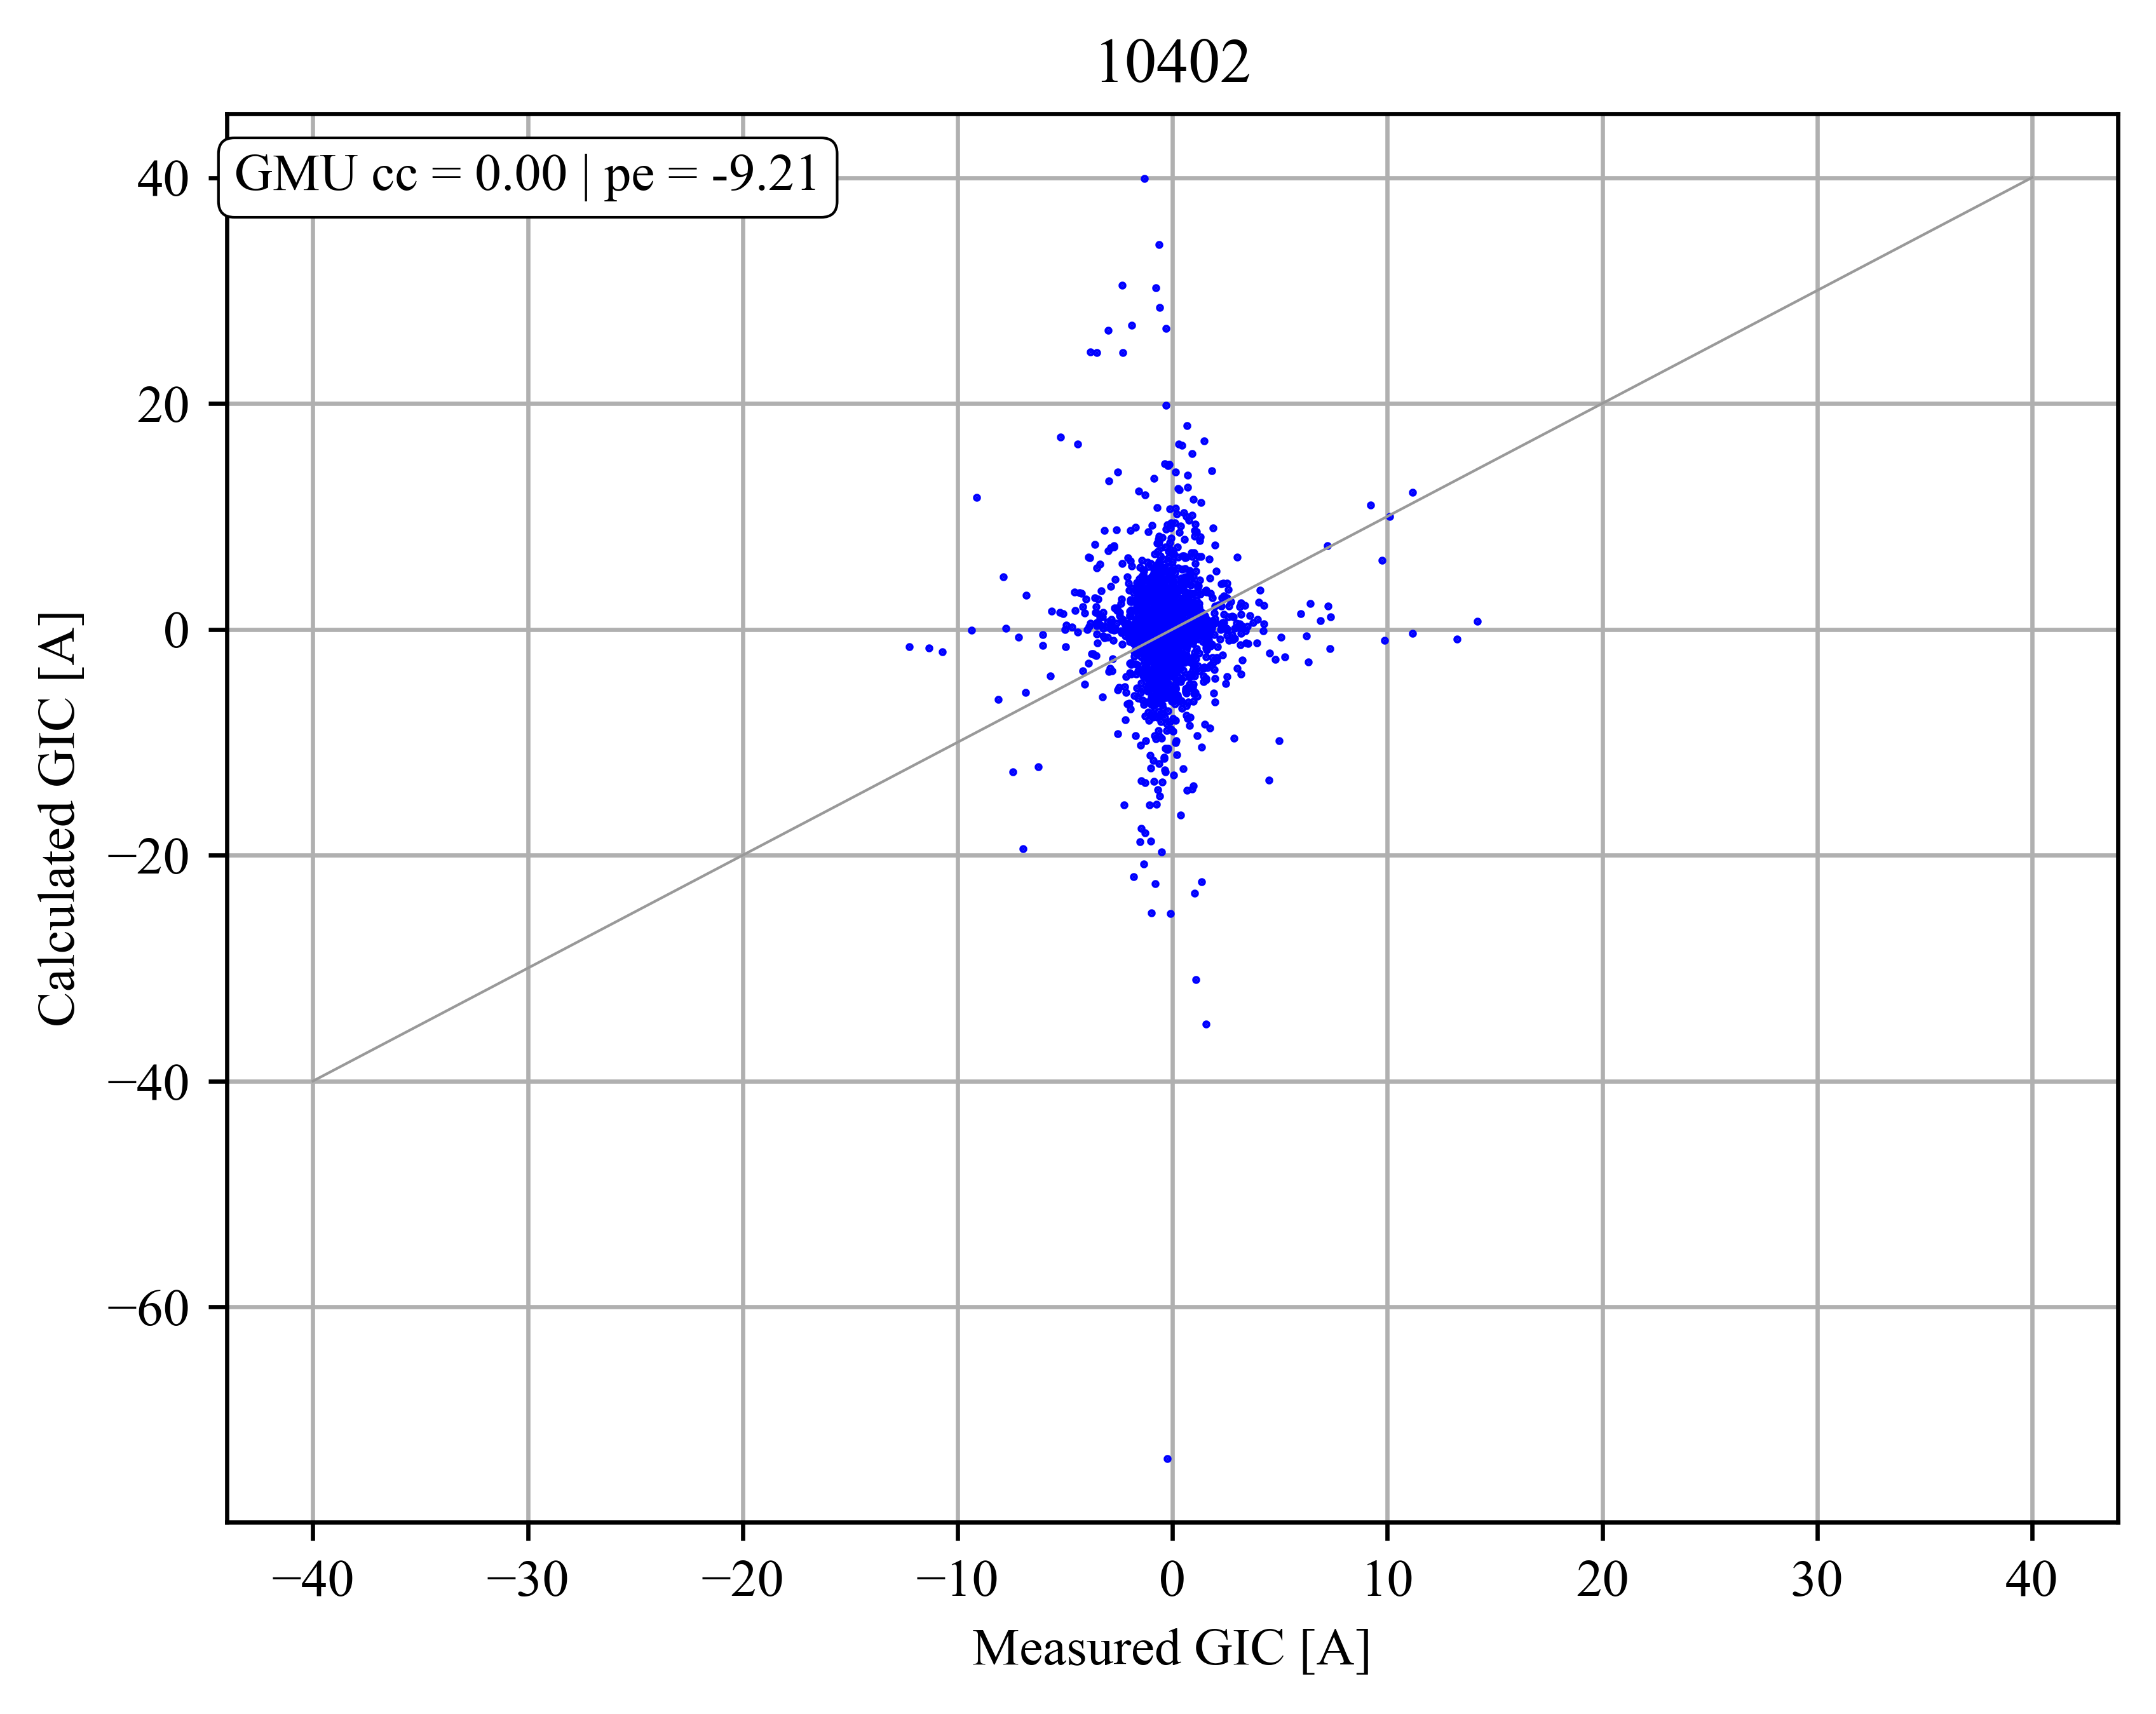 10402
GMU cc = 0.00 | pe = -9.21
Calculated GIC [A]
40
20
0
−20
−40
−60
−40 −30 −20 −10 0 10 20 30 40
Measured GIC [A]